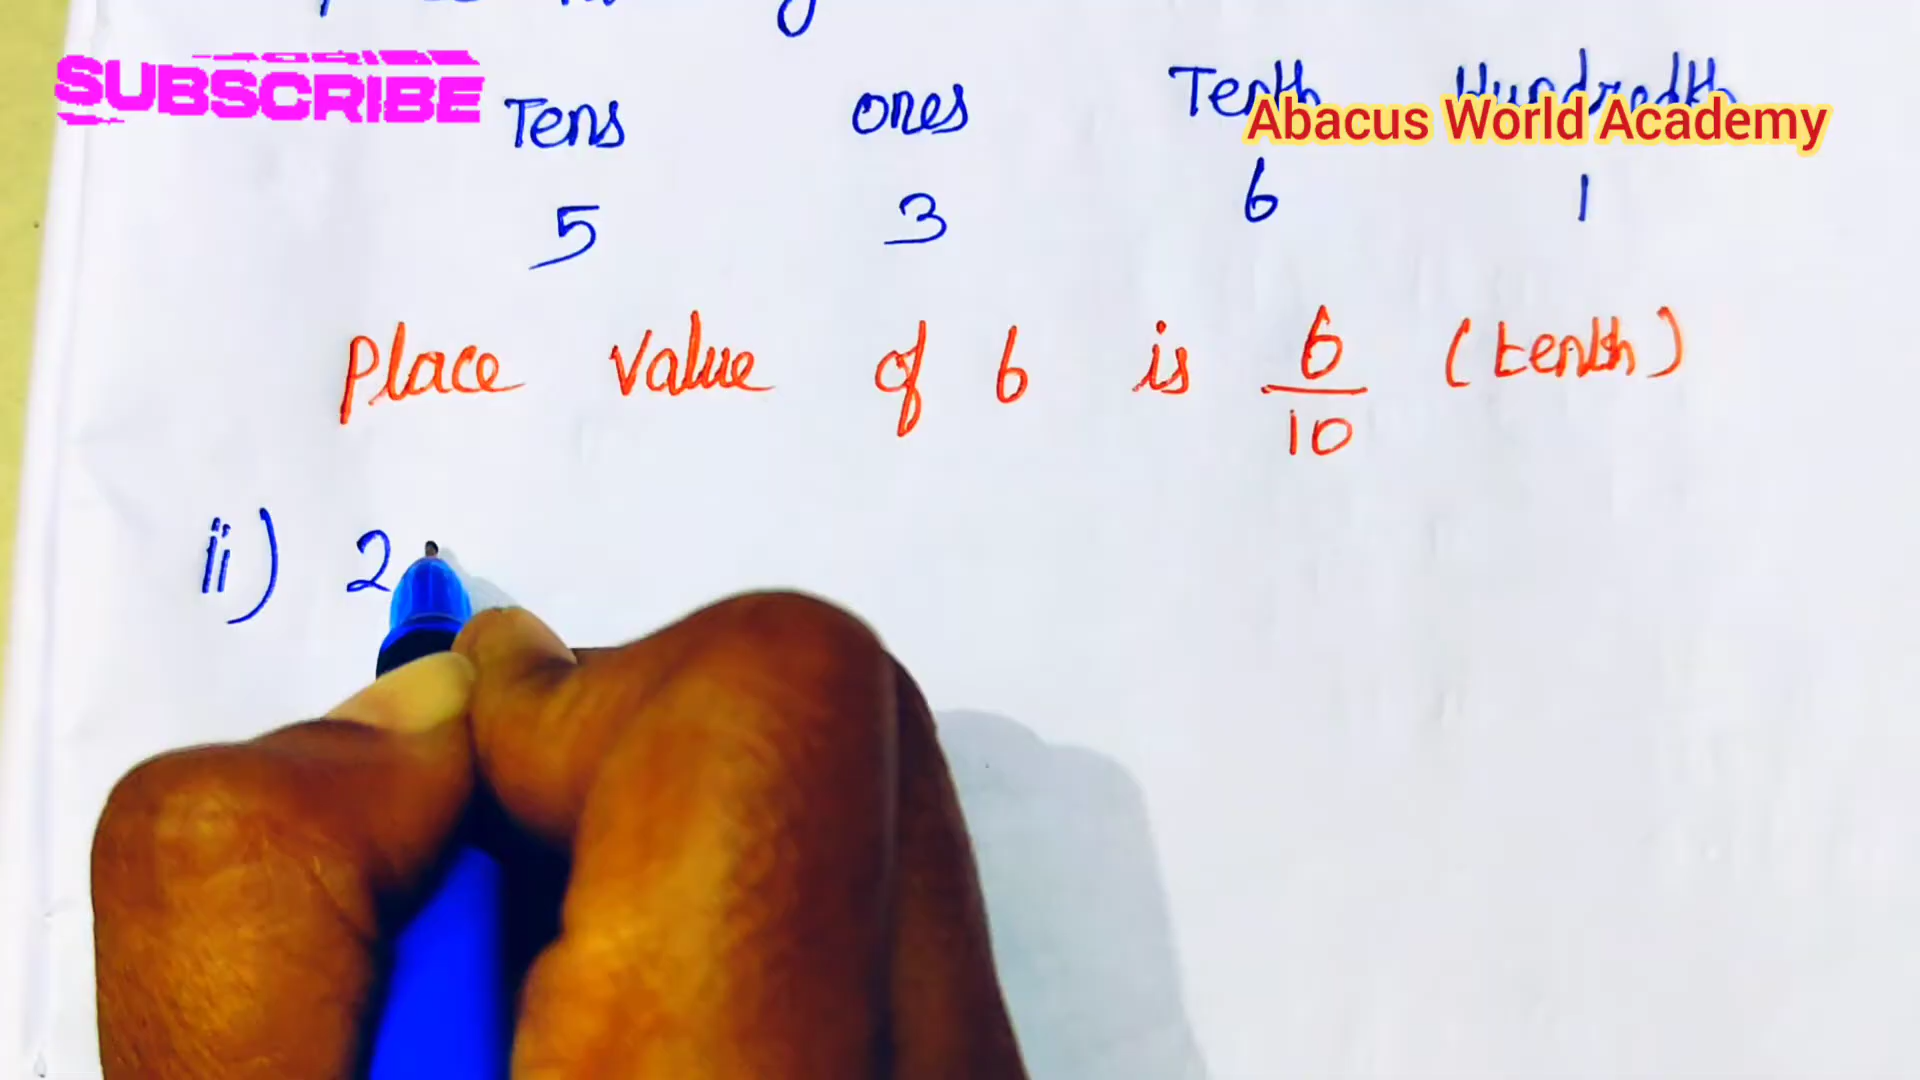 SUBSCRIBE
Tens ones Tenth Hundredth
Abacus World Academy
5 3 6 1
Place value of 6 is 6/10 (tenth)
ii) 2